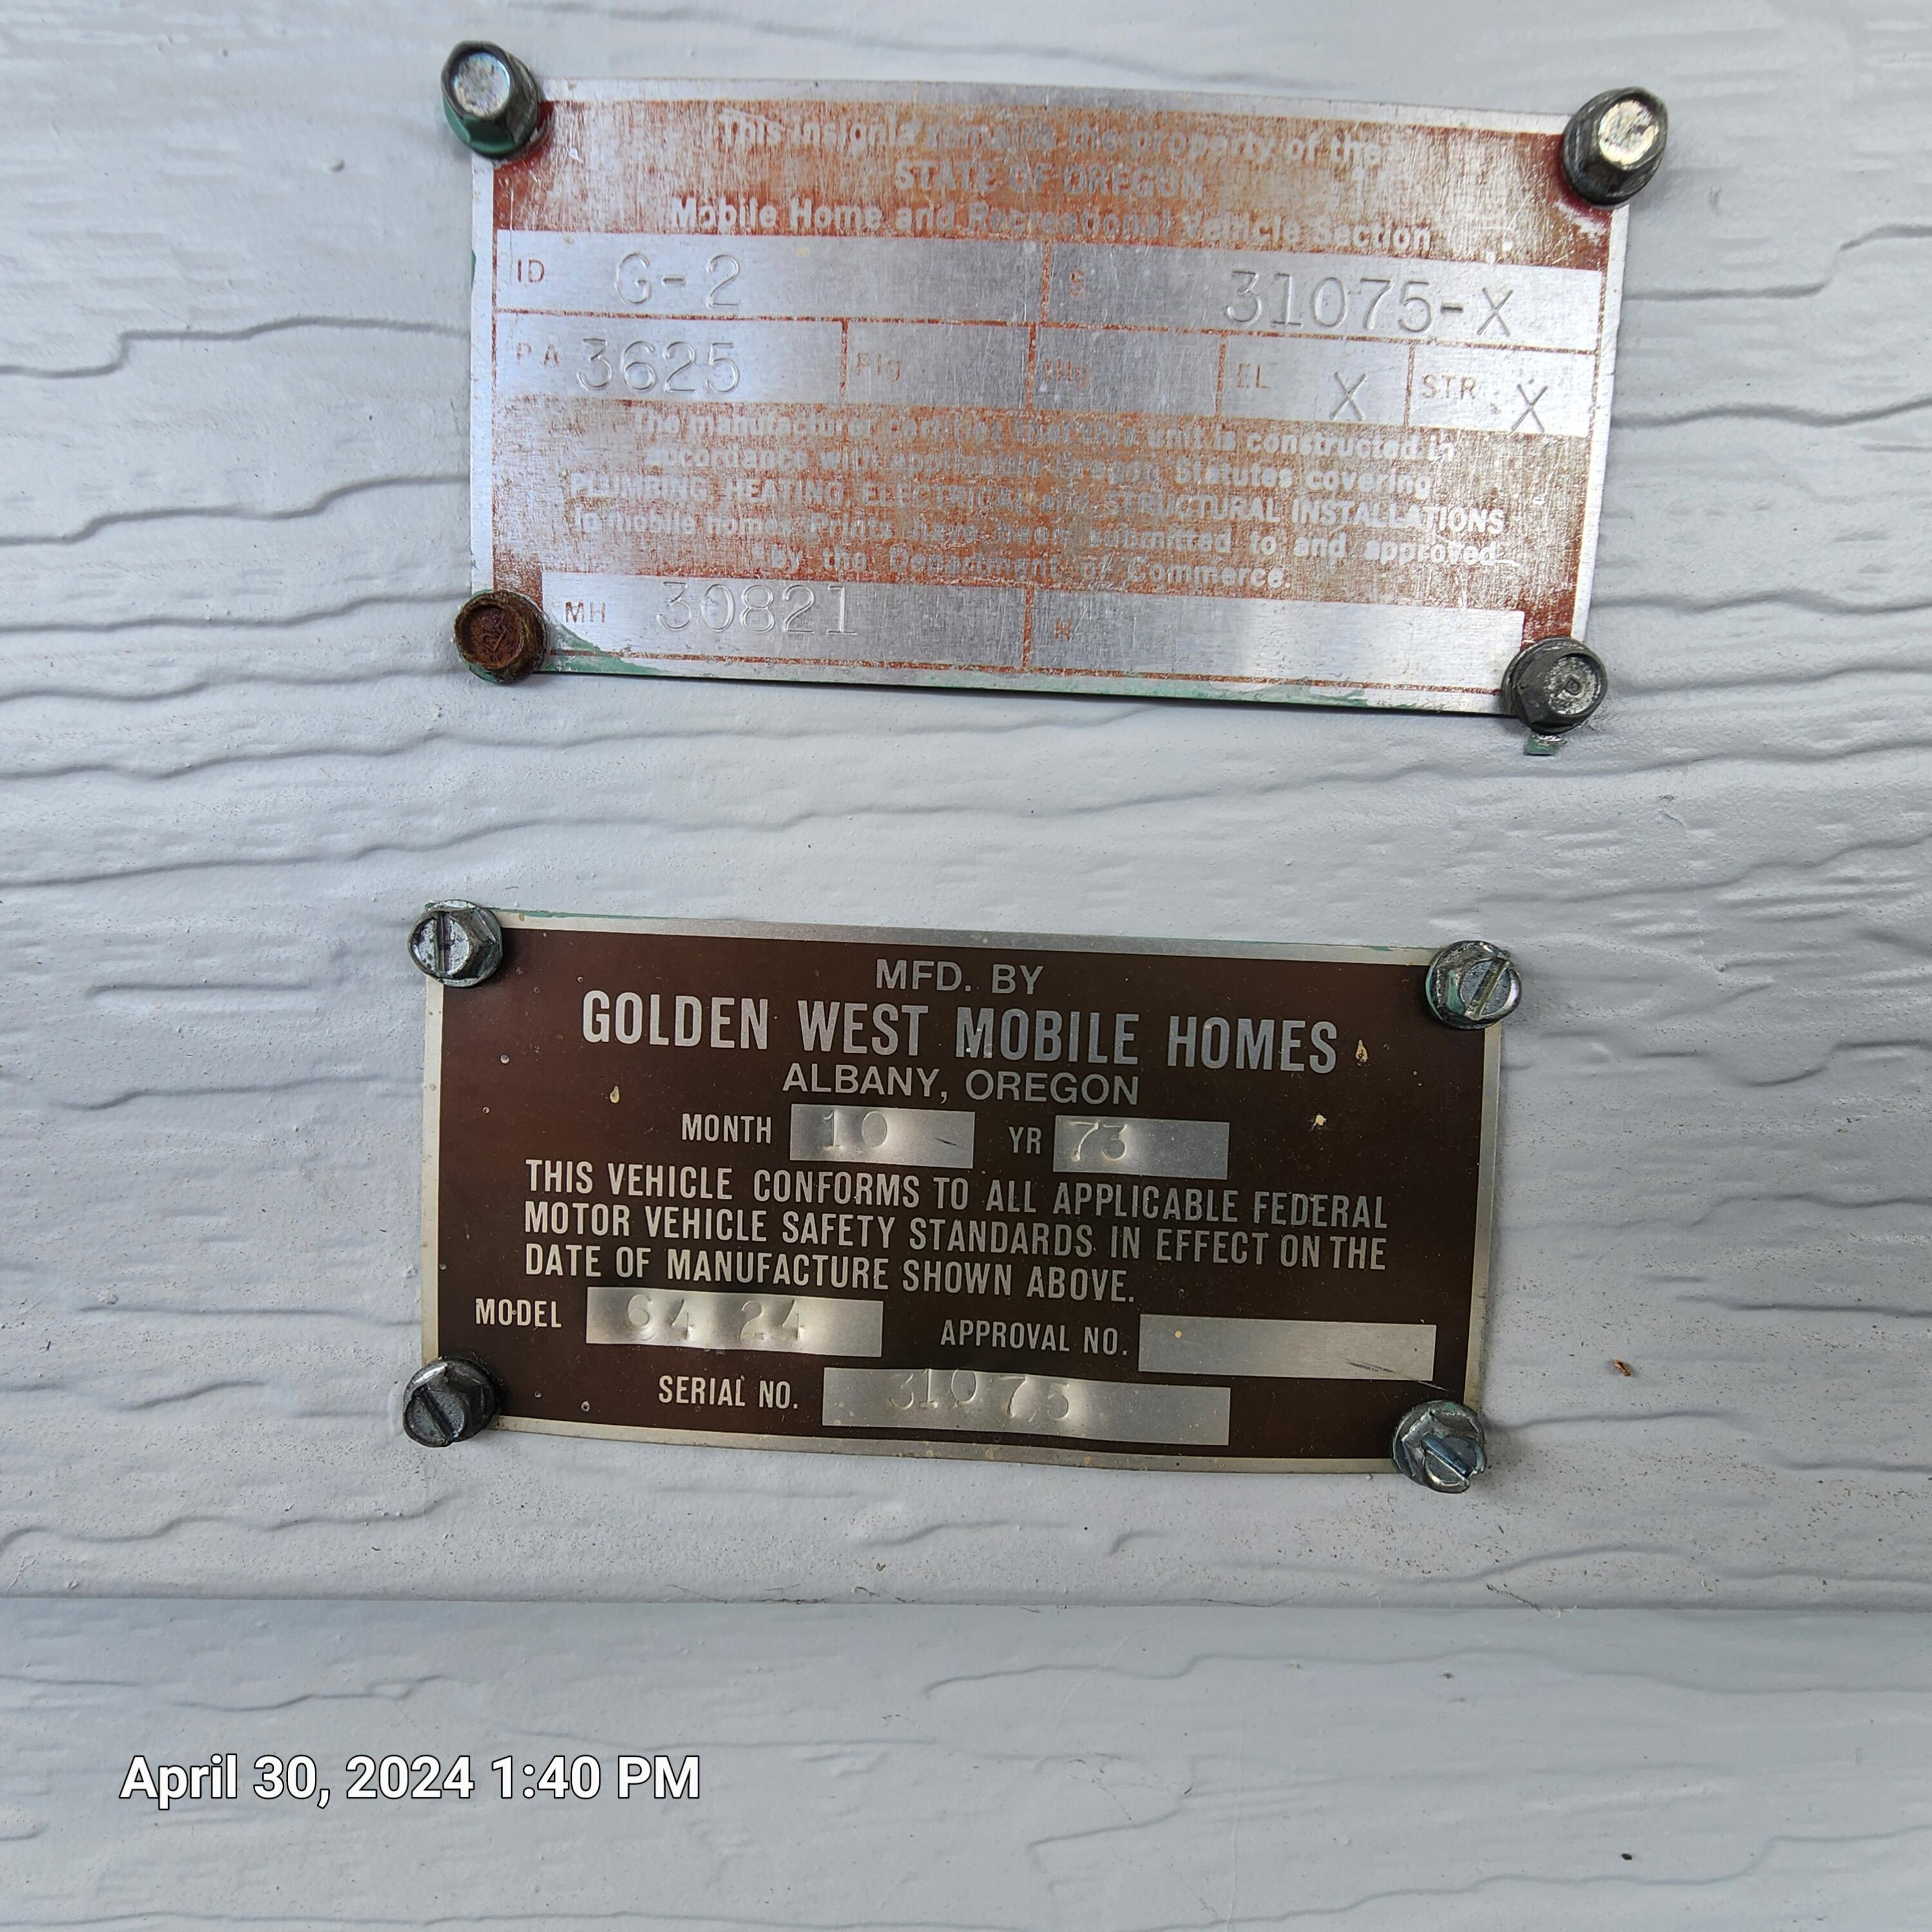 This insignia remains the property of the
STATE OF OREGON
Mobile Home and Recreational Vehicle Section
ID G-2 S 31075-X
PA 3625 Plg Htg EL X STR X
The manufacturer certifies that this unit is constructed in
accordance with applicable Oregon Statutes covering
PLUMBING, HEATING, ELECTRICAL and STRUCTURAL INSTALLATIONS
in mobile homes. Prints have been submitted to and approved
by the Department of Commerce.
MH 30821 R
MFD. BY
GOLDEN WEST MOBILE HOMES
ALBANY, OREGON
MONTH 10 YR 73
THIS VEHICLE CONFORMS TO ALL APPLICABLE FEDERAL
MOTOR VEHICLE SAFETY STANDARDS IN EFFECT ON THE
DATE OF MANUFACTURE SHOWN ABOVE.
MODEL 64 24 APPROVAL NO.
SERIAL NO. 31075
April 30, 2024 1:40 PM